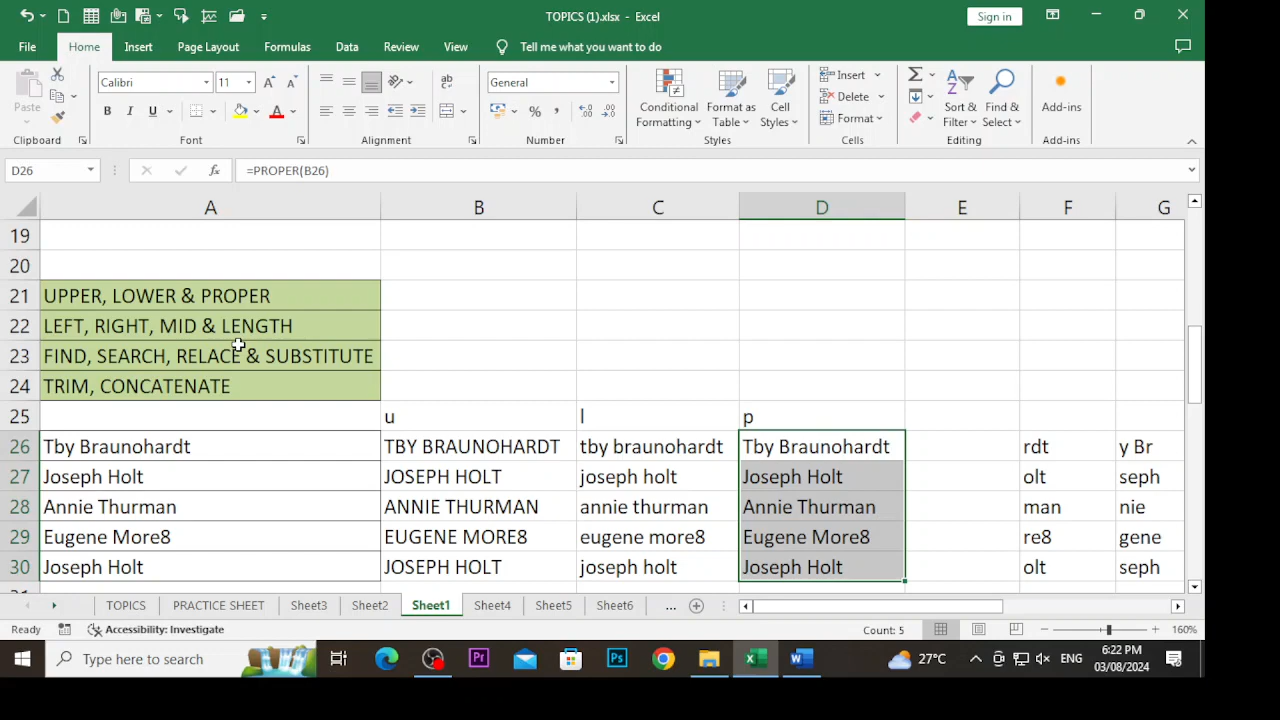 TOPICS (1).xlsx - Excel
Sign in
File Home Insert Page Layout Formulas Data Review View Tell me what you want to do
Paste
Clipboard
Calibri 11
A A
B I U A
Font
ab
Alignment
General
% ,
Number
Conditional Formatting
Format as Table
Cell Styles
Styles
Insert
Delete
Format
Cells
Sort & Filter
Find & Select
Editing
Add-ins
Add-ins
D26 fx =PROPER(B26)
A B C D E F G
19
20
21 UPPER, LOWER & PROPER
22 LEFT, RIGHT, MID & LENGTH
23 FIND, SEARCH, RELACE & SUBSTITUTE
24 TRIM, CONCATENATE
25 u l p
26 Tby Braunohardt TBY BRAUNOHARDT tby braunohardt Tby Braunohardt rdt y Br
27 Joseph Holt JOSEPH HOLT joseph holt Joseph Holt olt seph
28 Annie Thurman ANNIE THURMAN annie thurman Annie Thurman man nie
29 Eugene More8 EUGENE MORE8 eugene more8 Eugene More8 re8 gene
30 Joseph Holt JOSEPH HOLT joseph holt Joseph Holt olt seph
TOPICS PRACTICE SHEET Sheet3 Sheet2 Sheet1 Sheet4 Sheet5 Sheet6 ...
Ready Accessibility: Investigate Count: 5 160%
Type here to search Pr Ps 27°C ENG 6:22 PM
03/08/2024